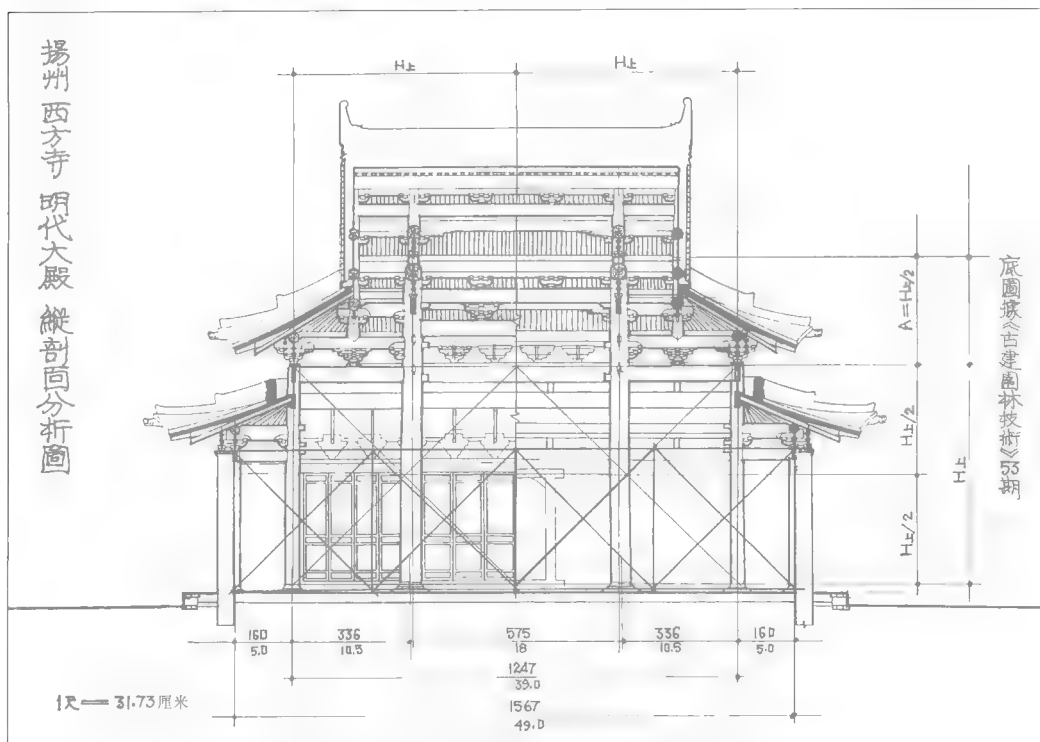 揚州 西方寺 明代大殿 縱剖面分析圖
H上
H上
A=H上/2
H上/2
H上/2
H上
底圖據《古建園林技術》53期
160 336 575 336 160
5.0 10.5 18 10.5 5.0
1247
39.0
1567
49.0
1尺＝31.73厘米